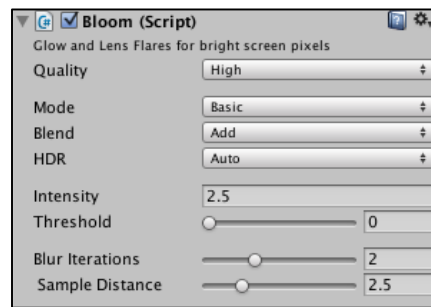 Bloom (Script)
Glow and Lens Flares for bright screen pixels
Quality High
Mode Basic
Blend Add
HDR Auto
Intensity 2.5
Threshold 0
Blur Iterations 2
Sample Distance 2.5